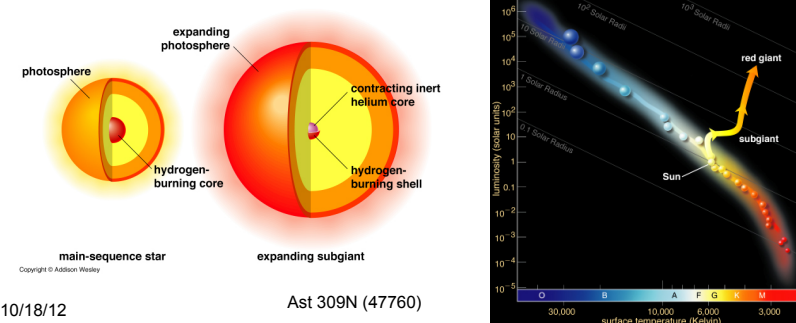 expanding
photosphere
photosphere
contracting inert
helium core
hydrogen-
burning core
hydrogen-
burning shell
main-sequence star
expanding subgiant
Copyright © Addison Wesley
10/18/12
Ast 309N (47760)
luminosity (solar units)
10⁶
10⁵
10⁴
10³
10²
10
1
0.1
10⁻²
10⁻³
10⁻⁴
10⁻⁵
10² Solar Radii
10³ Solar Radii
10 Solar Radii
1 Solar Radius
0.1 Solar Radius
red giant
subgiant
Sun
O B A F G K M
30,000 10,000 6,000 3,000
surface temperature (Kelvin)